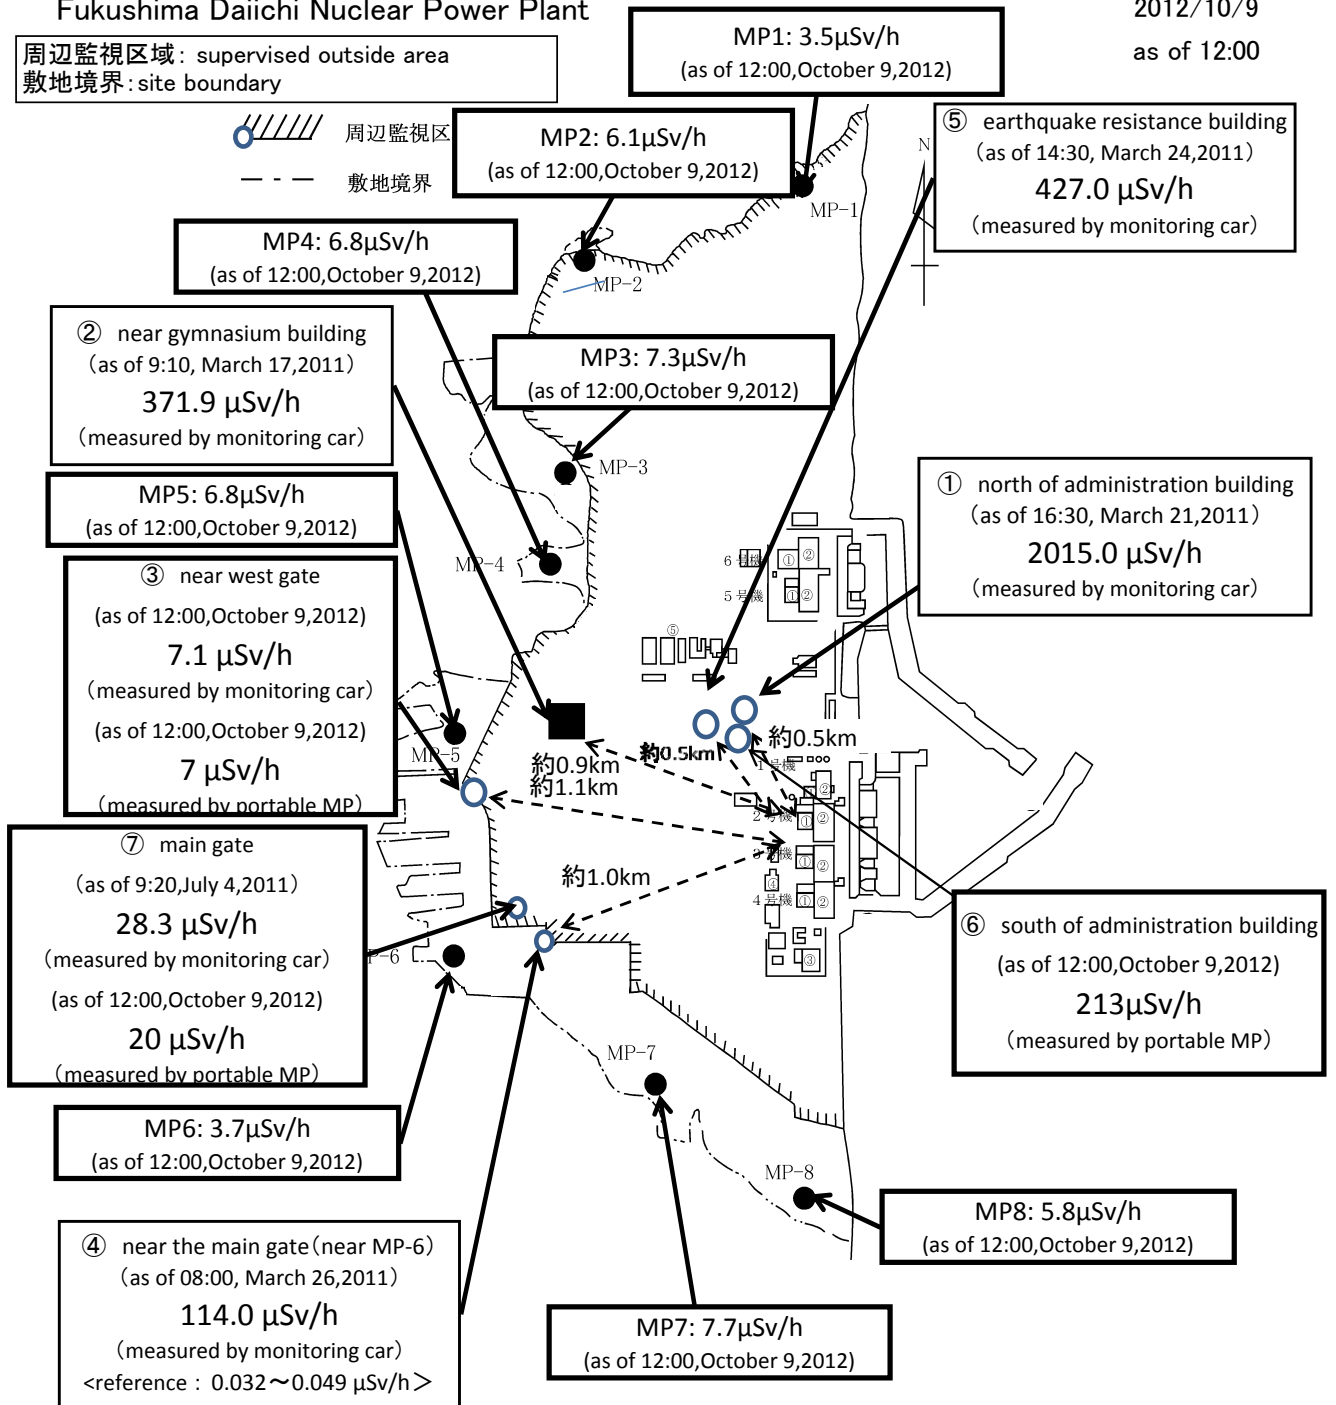 Fukushima Daiichi Nuclear Power Plant
2012/10/9
as of 12:00
周辺監視区域: supervised outside area
敷地境界:site boundary
周辺監視区
敷地境界
MP1: 3.5μSv/h
(as of 12:00,October 9,2012)
MP2: 6.1μSv/h
(as of 12:00,October 9,2012)
⑤ earthquake resistance building
(as of 14:30, March 24,2011)
427.0 μSv/h
(measured by monitoring car)
N
MP-1
MP4: 6.8μSv/h
(as of 12:00,October 9,2012)
MP-2
② near gymnasium building
(as of 9:10, March 17,2011)
371.9 μSv/h
(measured by monitoring car)
MP3: 7.3μSv/h
(as of 12:00,October 9,2012)
MP-3
MP5: 6.8μSv/h
(as of 12:00,October 9,2012)
① north of administration building
(as of 16:30, March 21,2011)
2015.0 μSv/h
(measured by monitoring car)
MP-4
6号機
① ②
5号機
① ②
③ near west gate
(as of 12:00,October 9,2012)
7.1 μSv/h
(measured by monitoring car)
(as of 12:00,October 9,2012)
7 μSv/h
(measured by portable MP)
⑤
MP-5
約0.9km
約1.1km
約0.5km
約0.5km
1号機
②
2号機
① ②
3号機
① ②
④
4号機
① ②
③
約1.0km
⑦ main gate
(as of 9:20,July 4,2011)
28.3 μSv/h
(measured by monitoring car)
(as of 12:00,October 9,2012)
20 μSv/h
(measured by portable MP)
P-6
⑥ south of administration building
(as of 12:00,October 9,2012)
213μSv/h
(measured by portable MP)
MP-7
MP6: 3.7μSv/h
(as of 12:00,October 9,2012)
MP-8
MP8: 5.8μSv/h
(as of 12:00,October 9,2012)
④ near the main gate(near MP-6)
(as of 08:00, March 26,2011)
114.0 μSv/h
(measured by monitoring car)
<reference : 0.032~0.049 μSv/h>
MP7: 7.7μSv/h
(as of 12:00,October 9,2012)